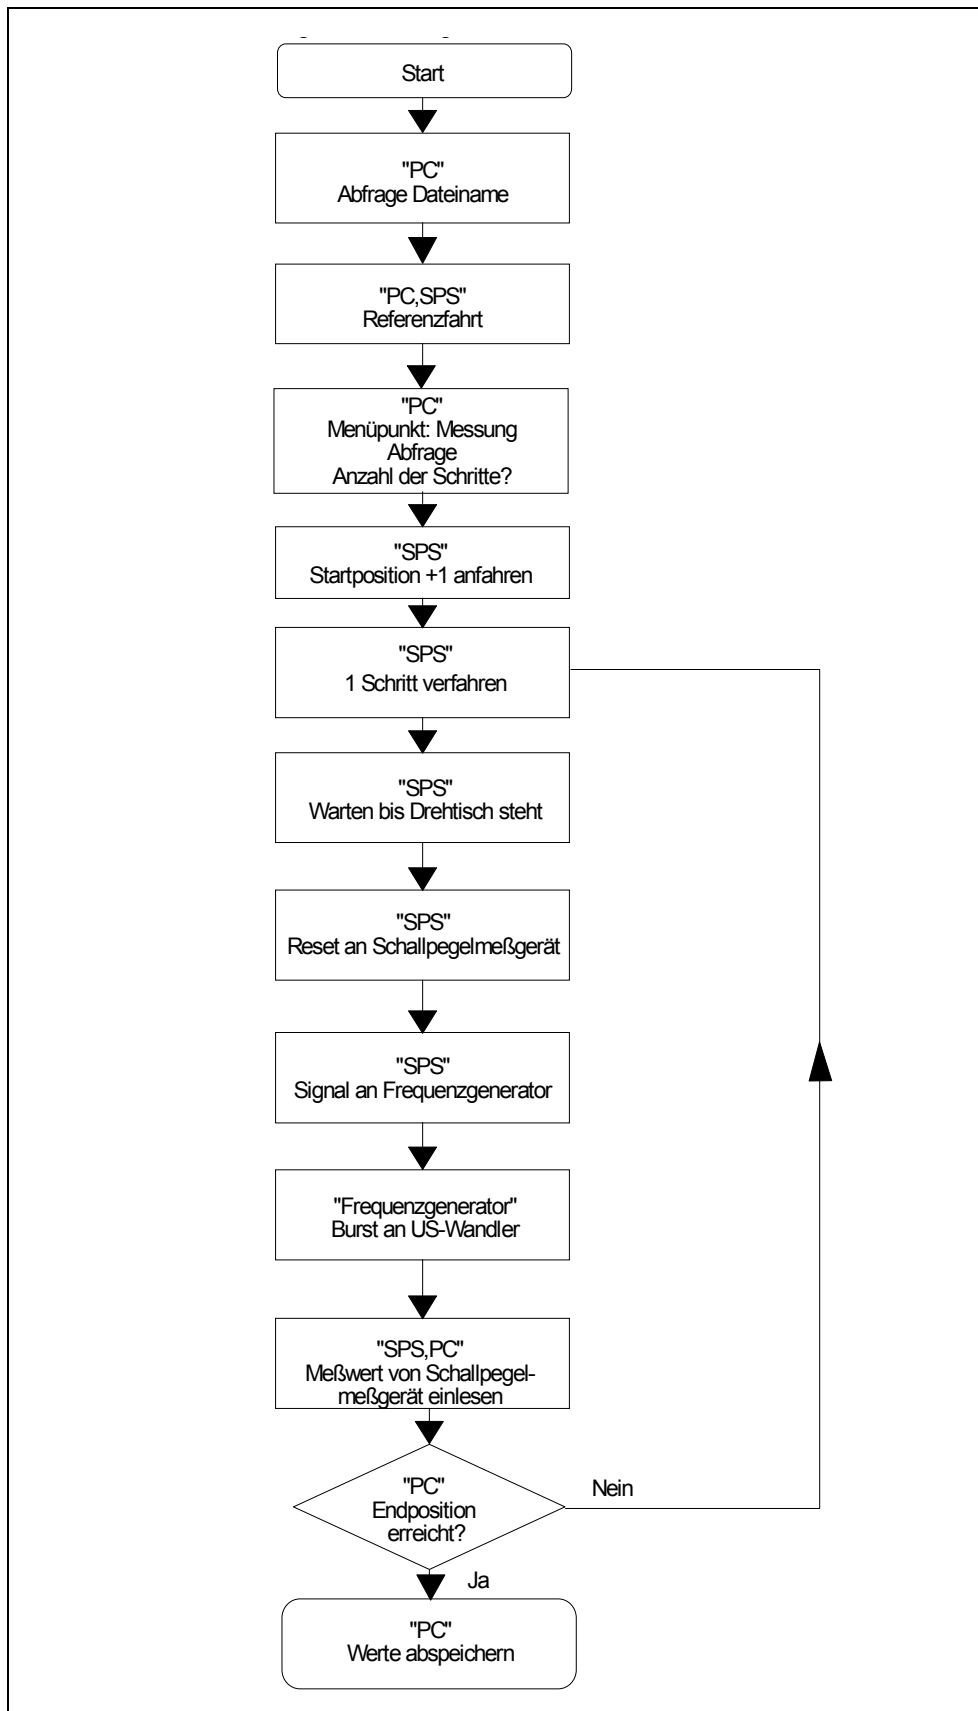 Start
"PC"
Abfrage Dateiname
"PC,SPS"
Referenzfahrt
"PC"
Menüpunkt: Messung
Abfrage
Anzahl der Schritte?
"SPS"
Startposition +1 anfahren
"SPS"
1 Schritt verfahren
"SPS"
Warten bis Drehtisch steht
"SPS"
Reset an Schallpegelmeßgerät
"SPS"
Signal an Frequenzgenerator
"Frequenzgenerator"
Burst an US-Wandler
"SPS,PC"
Meßwert von Schallpegel-
meßgerät einlesen
"PC"
Endposition
erreicht?
Nein
Ja
"PC"
Werte abspeichern